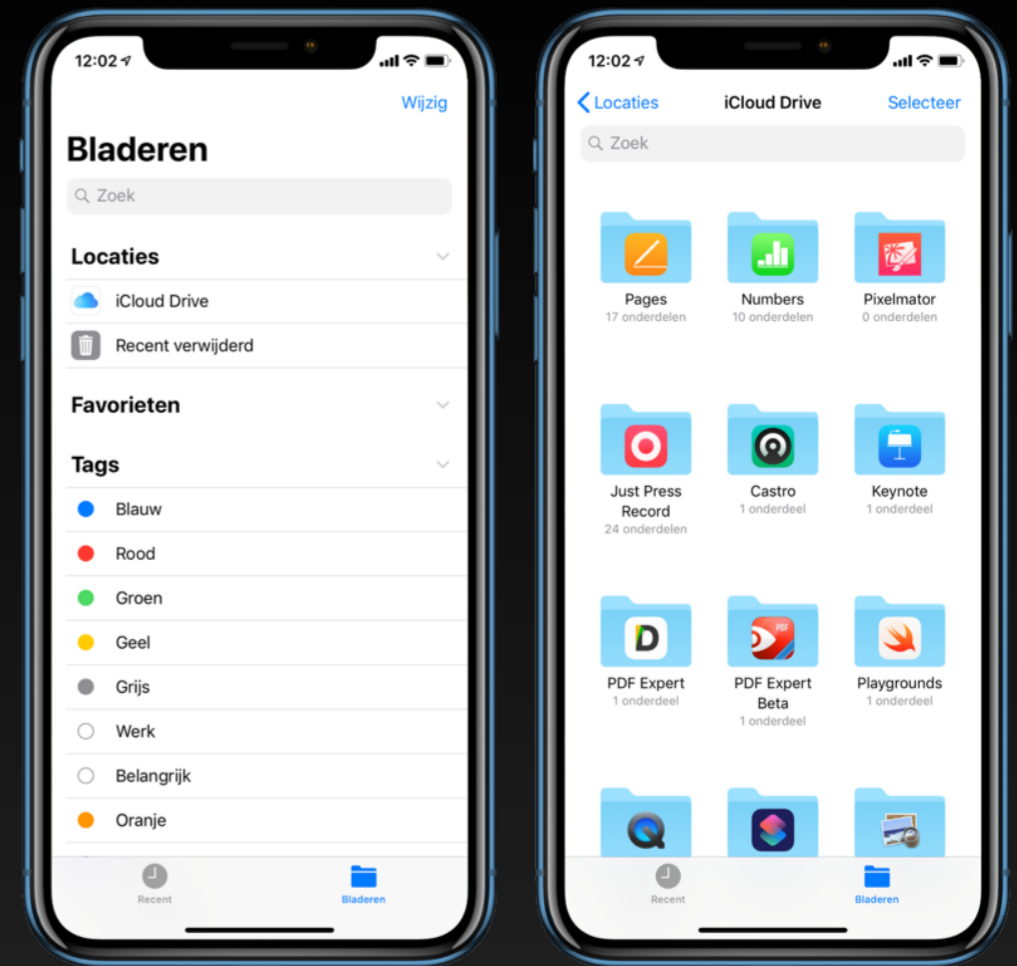 12:02
Wijzig
Bladeren
Zoek
Locaties
iCloud Drive
Recent verwijderd
Favorieten
Tags
Blauw
Rood
Groen
Geel
Grijs
Werk
Belangrijk
Oranje
Recent
Bladeren
12:02
Locaties
iCloud Drive
Selecteer
Zoek
Pages
17 onderdelen
Numbers
10 onderdelen
Pixelmator
0 onderdelen
Just Press
Record
24 onderdelen
Castro
1 onderdeel
Keynote
1 onderdeel
D
PDF Expert
1 onderdeel
PDF
PDF Expert
Beta
1 onderdeel
Playgrounds
1 onderdeel
Recent
Bladeren